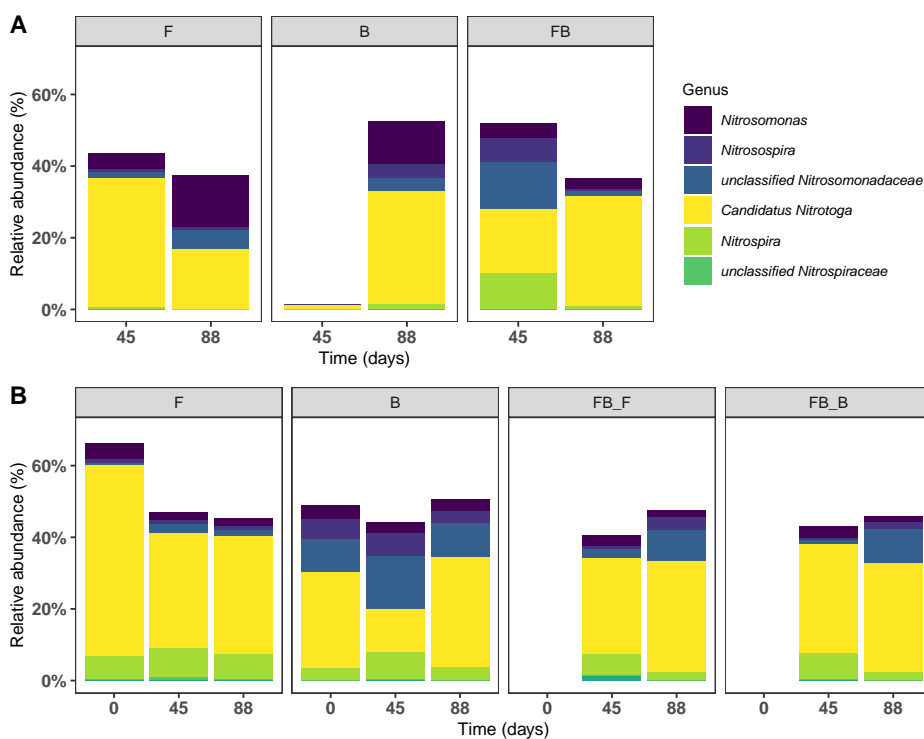 A
F B FB
60%
40%
20%
0%
Relative abundance (%)
45 88 45 88 45 88
Time (days)
Genus
Nitrosomonas
Nitrosospira
unclassified Nitrosomonadaceae
Candidatus Nitrotoga
Nitrospira
unclassified Nitrospiraceae
B
F B FB_F FB_B
60%
40%
20%
0%
Relative abundance (%)
0 45 88 0 45 88 0 45 88 0 45 88
Time (days)